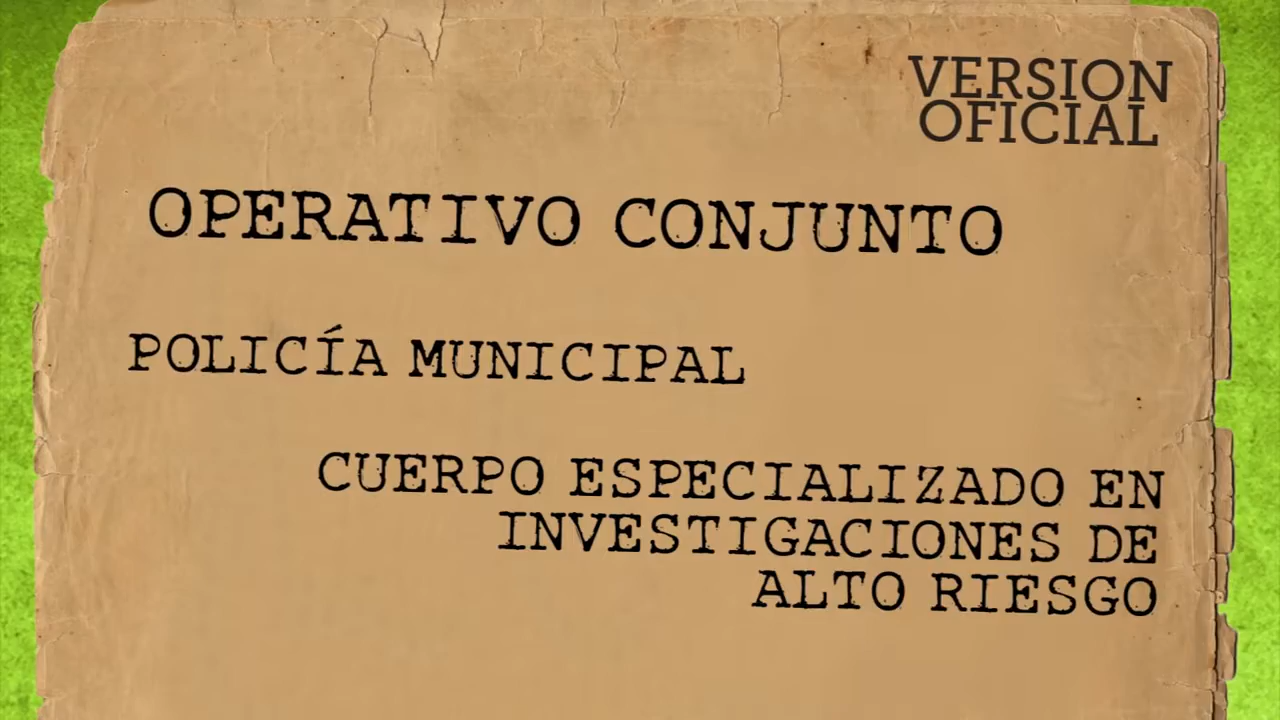 VERSION
OFICIAL
OPERATIVO CONJUNTO
POLICÍA MUNICIPAL
CUERPO ESPECIALIZADO EN
INVESTIGACIONES DE
ALTO RIESGO